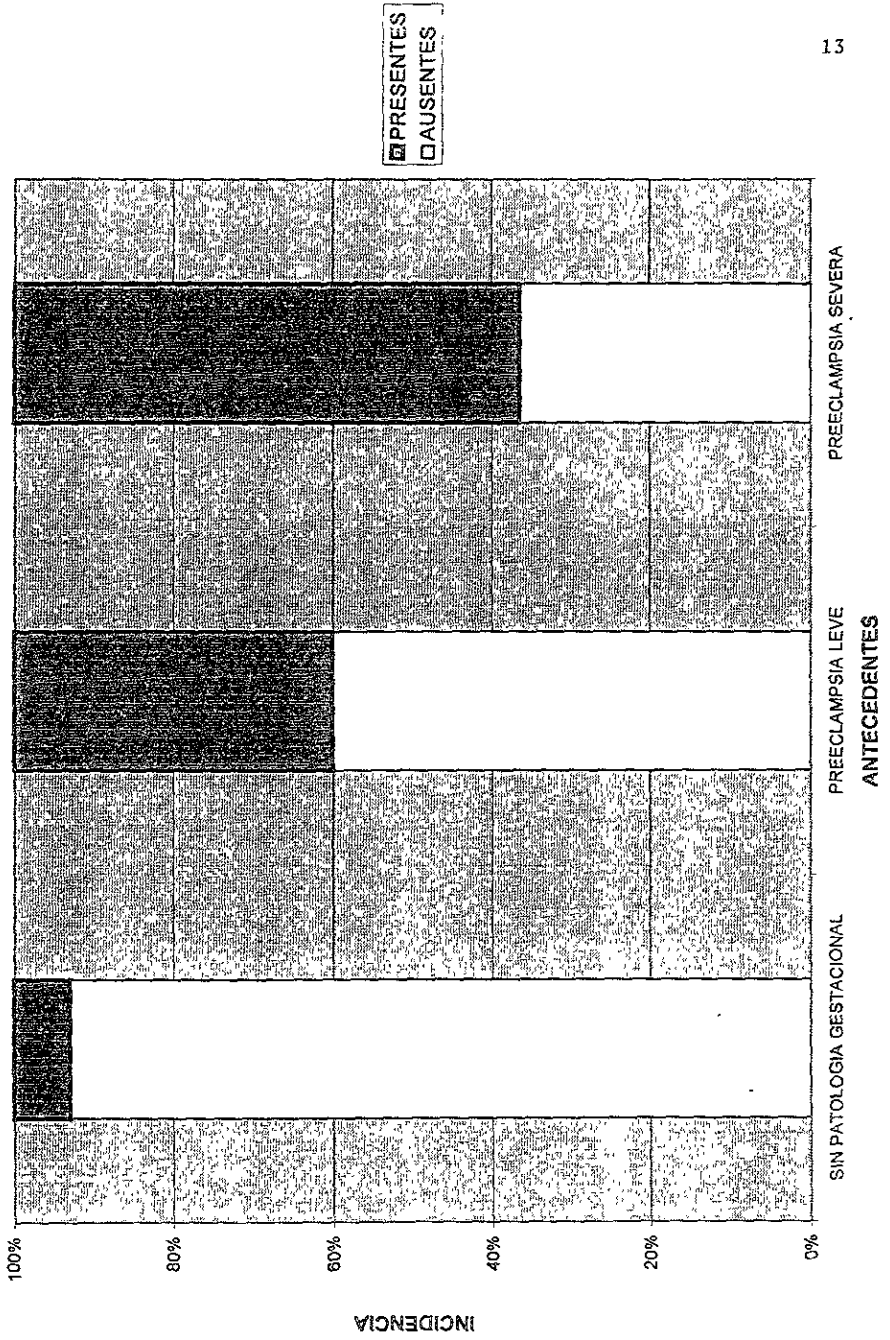 13
PRESENTES
AUSENTES
100%
80%
60%
40%
20%
0%
INCIDENCIA
SIN PATOLOGIA GESTACIONAL
PREECLAMPSIA LEVE
PREECLAMPSIA SEVERA
ANTECEDENTES